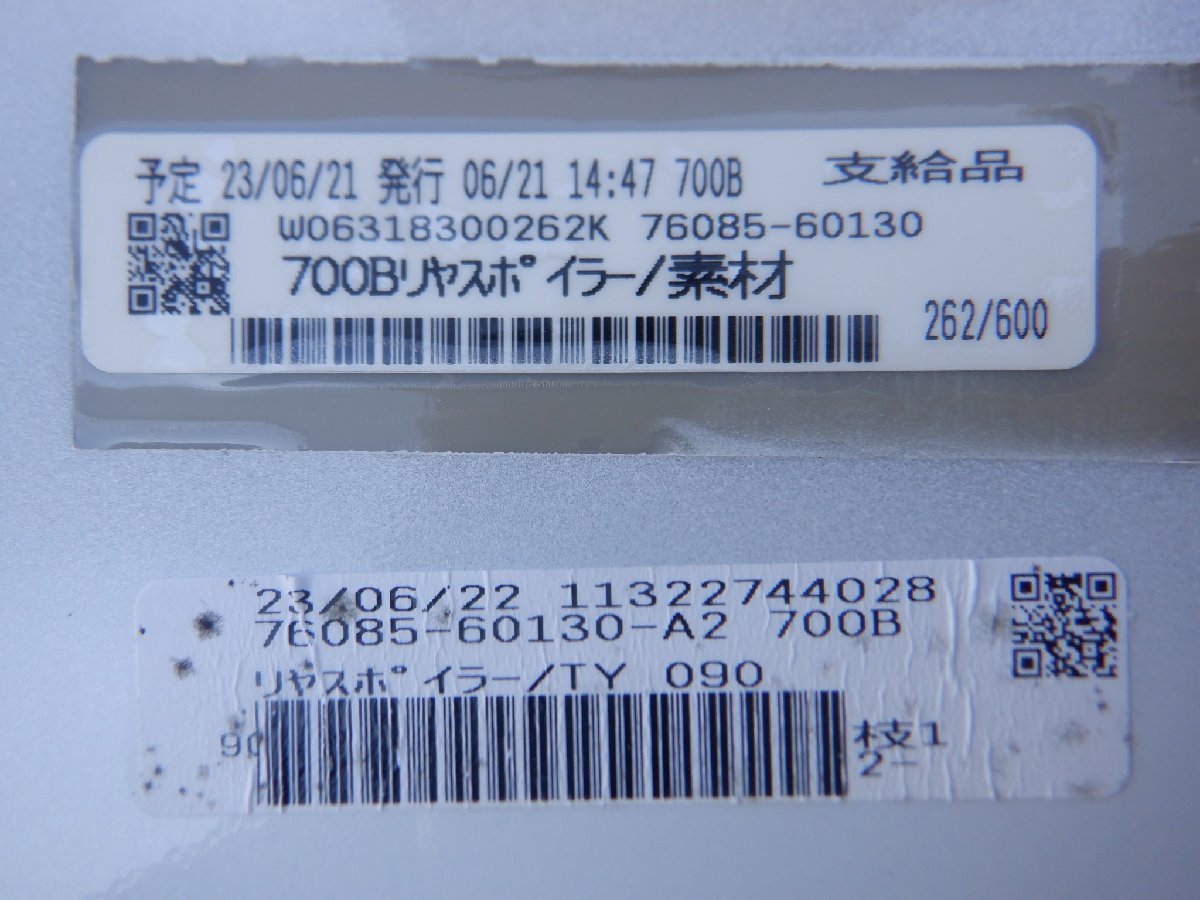 予定 23/06/21 発行 06/21 14:47 700B 支給品
W06318300262K 76085-60130
700Bリヤスポイラー/素材
262/600
23/06/22 11322744028
76085-60130-A2 700B
リヤスポイラー/TY 090
枝1
2-